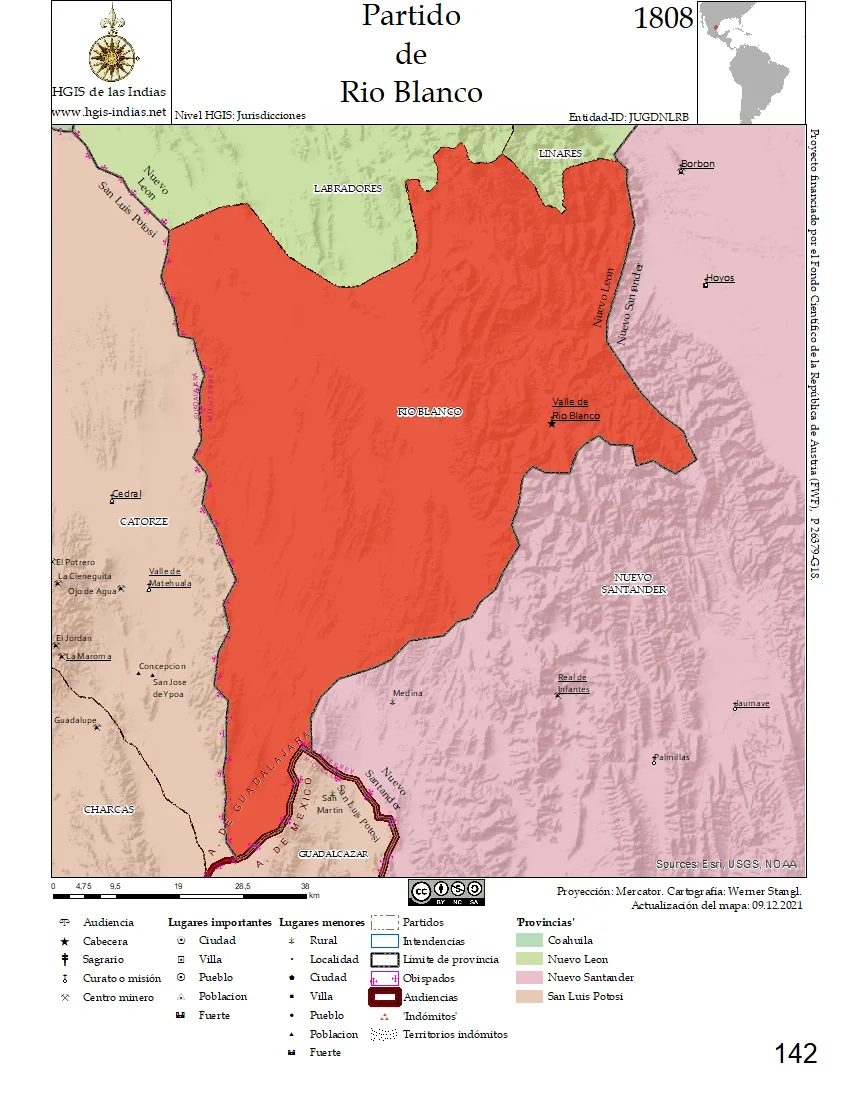 Partido
de
Rio Blanco
1808
HGIS de las Indias
www.hgis-indias.net
Nivel HGIS: Jurisdicciones
Entidad-ID: JUGDNLRB
Proyecto financiado por el Fondo Científico de la República de Austria (FWF), P 26379-G18.
LINARES
Borbon
LABRADORES
Nuevo
Leon
San Luis Potosi
Hoyos
Nuevo Leon
Nuevo Santander
GUADALAJARA
MONTERREY
RIO BLANCO
Valle de
Rio Blanco
Cedral
CATORZE
El Potrero
La Cieneguita
Ojo de Agua
Valle de
Matehuala
NUEVO
SANTANDER
El Jordan
La Maroma
Concepcion
San Jose
de Ypoa
Guadalupe
Medina
Real de
Infantes
Jaumave
Palmillas
CHARCAS
A. DE GUADALAJARA
A. DE MEXICO
Nuevo
Santander
San Luis Potosi
San
Martin
GUADALCAZAR
Sources: Esri, USGS, NOAA
0 4,75 9,5 19 28,5 38
km
CC BY NC SA
Proyección: Mercator. Cartografía: Werner Stangl.
Actualización del mapa: 09.12.2021
Audiencia
Cabecera
Sagrario
Curato o misión
Centro minero
Lugares importantes
Ciudad
Villa
Pueblo
Poblacion
Fuerte
Lugares menores
Rural
Localidad
Ciudad
Villa
Pueblo
Poblacion
Fuerte
Partidos
Intendencias
Límite de provincia
Obispados
Audiencias
'Indómitos'
Territorios indómitos
'Provincias'
Coahuila
Nuevo Leon
Nuevo Santander
San Luis Potosi
142